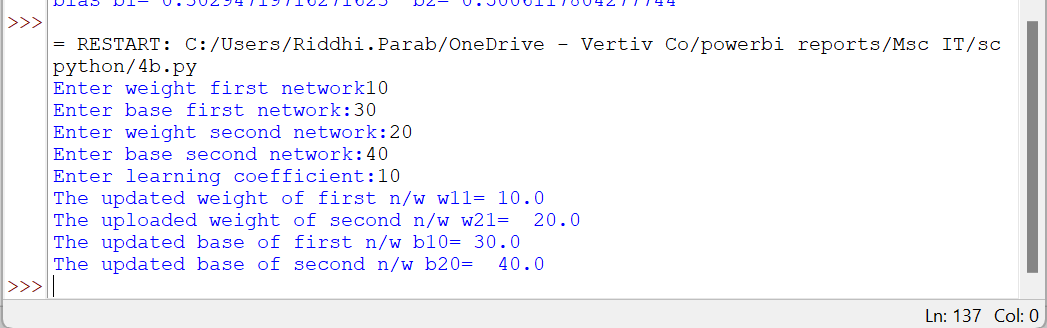 bias b1= 0.30294719716271623  b2= 0.5006117804277744
>>>
= RESTART: C:/Users/Riddhi.Parab/OneDrive - Vertiv Co/powerbi reports/Msc IT/sc
python/4b.py
Enter weight first network10
Enter base first network:30
Enter weight second network:20
Enter base second network:40
Enter learning coefficient:10
The updated weight of first n/w w11= 10.0
The uploaded weight of second n/w w21=  20.0
The updated base of first n/w b10= 30.0
The updated base of second n/w b20=  40.0
>>>
Ln: 137  Col: 0